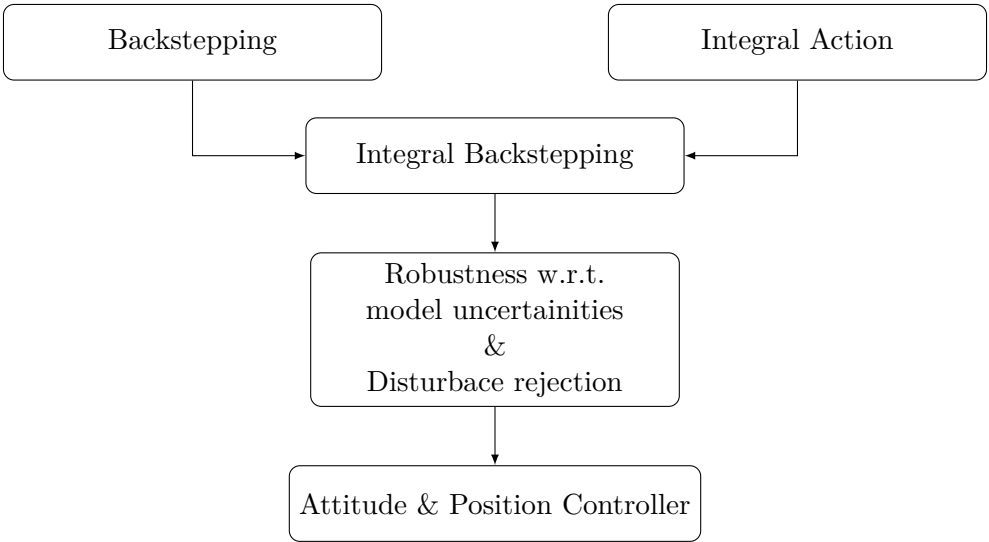 Backstepping
Integral Action
Integral Backstepping
Robustness w.r.t.
model uncertainities
&
Disturbace rejection
Attitude & Position Controller